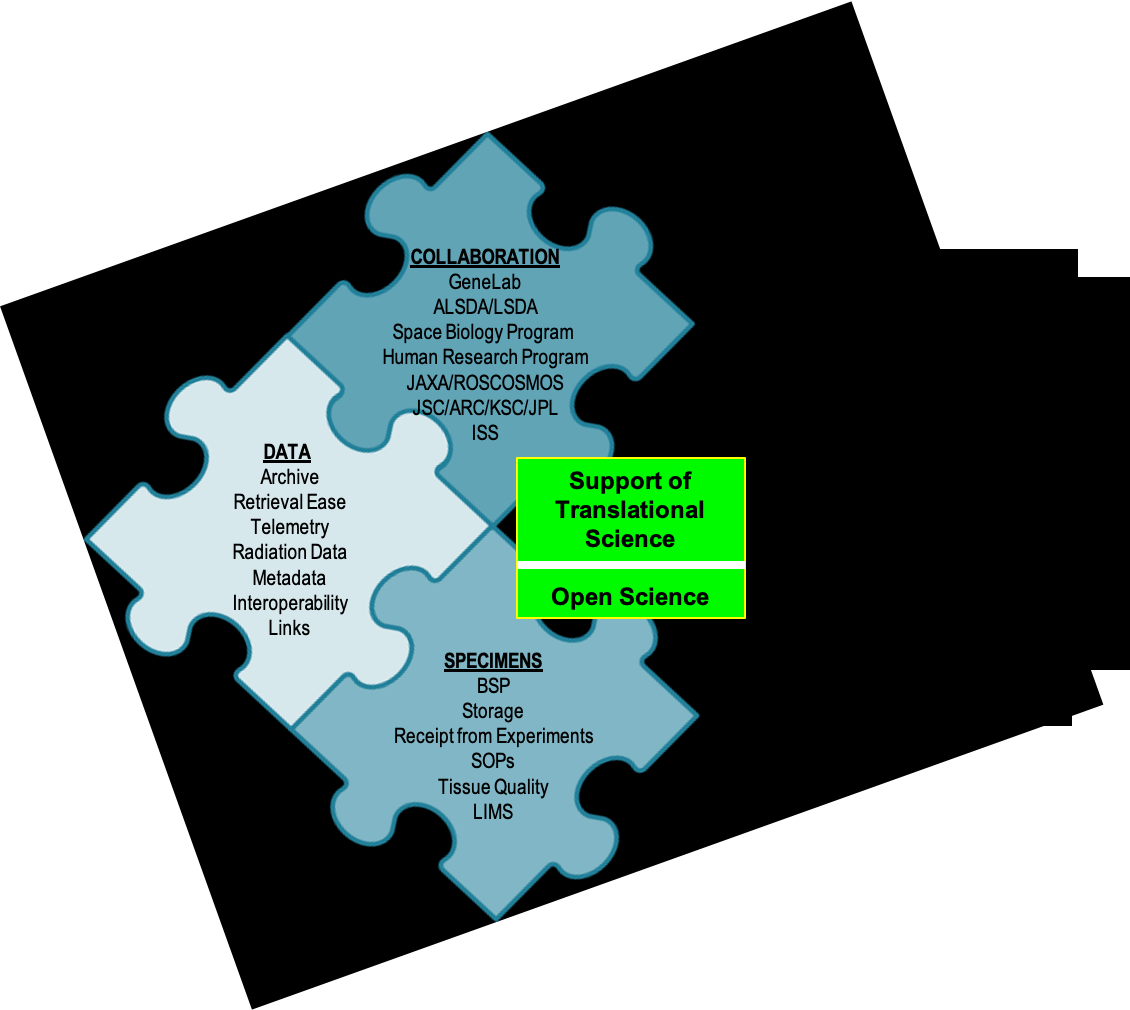 COLLABORATION
GeneLab
ALSDA/LSDA
Space Biology Program
Human Research Program
JAXA/ROSCOSMOS
JSC/ARC/KSC/JPL
ISS
DATA
Archive
Retrieval Ease
Telemetry
Radiation Data
Metadata
Interoperability
Links
Support of
Translational
Science
Open Science
SPECIMENS
BSP
Storage
Receipt from Experiments
SOPs
Tissue Quality
LIMS